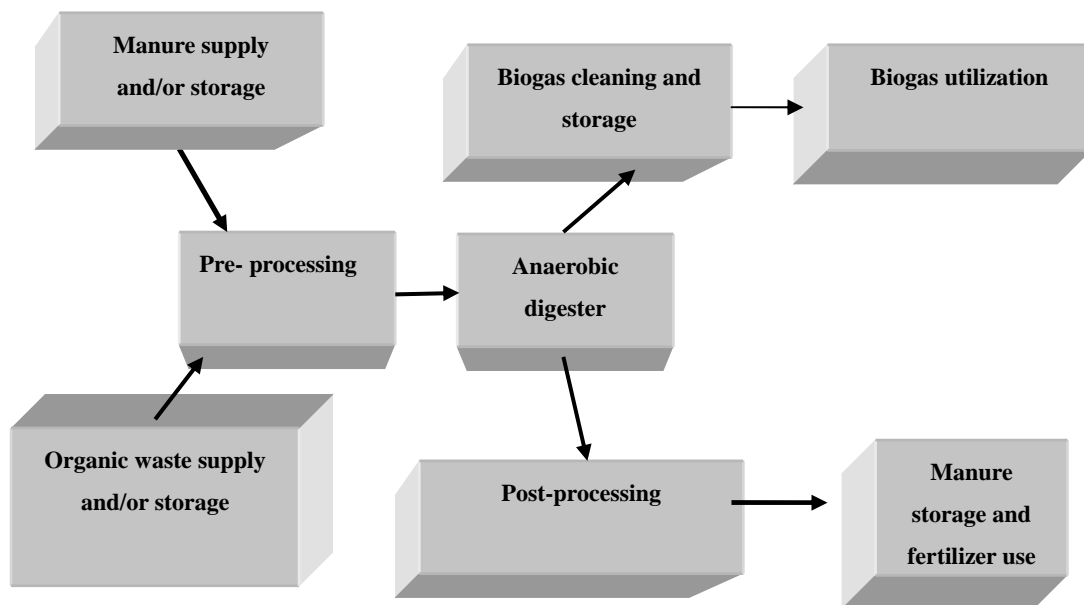 Manure supply
and/or storage
Biogas cleaning and
storage
Biogas utilization
Pre- processing
Anaerobic
digester
Organic waste supply
and/or storage
Post-processing
Manure
storage and
fertilizer use